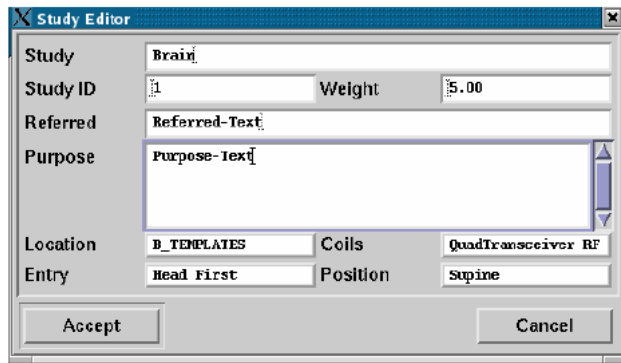 Study Editor
Study Brain
Study ID 1 Weight 5.00
Referred Referred-Text
Purpose Purpose-Text
Location B_TEMPLATES Coils QuadTransceiver RF
Entry Head First Position Supine
Accept Cancel